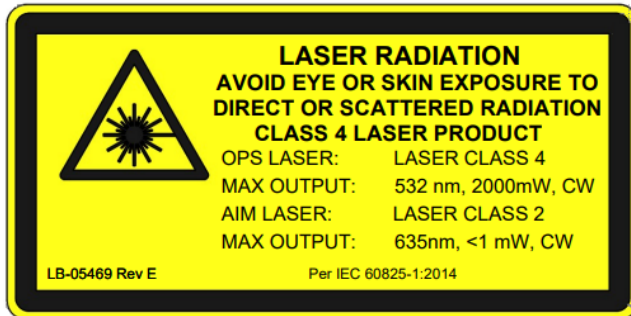 LASER RADIATION
AVOID EYE OR SKIN EXPOSURE TO
DIRECT OR SCATTERED RADIATION
CLASS 4 LASER PRODUCT
OPS LASER: LASER CLASS 4
MAX OUTPUT: 532 nm, 2000mW, CW
AIM LASER: LASER CLASS 2
MAX OUTPUT: 635nm, <1 mW, CW
LB-05469 Rev E Per IEC 60825-1:2014